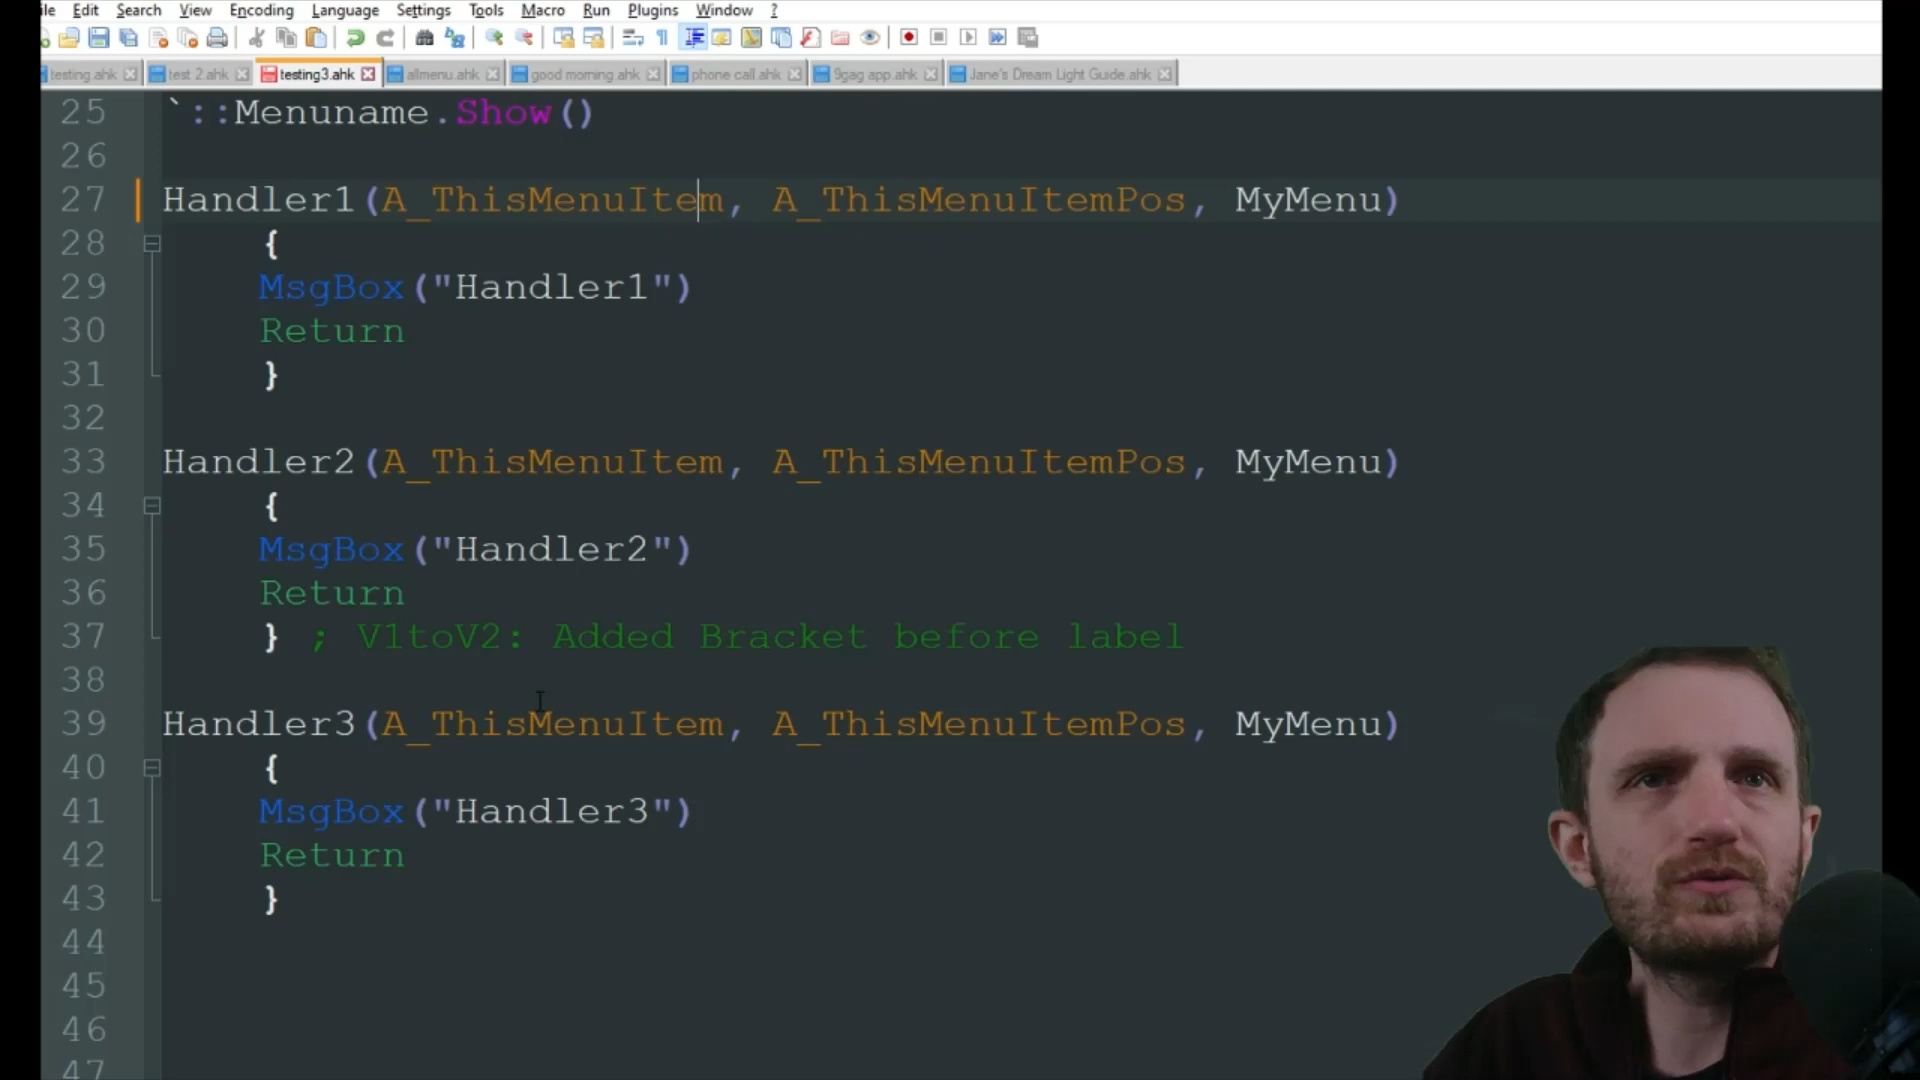 ile Edit Search View Encoding Language Settings Tools Macro Run Plugins Window ?
testing.ahk test 2.ahk testing3.ahk allmenu.ahk good morning.ahk phone call.ahk 9gag app.ahk Jane's Dream Light Guide.ahk
25 `::Menuname.Show()
26
27 Handler1(A_ThisMenuItem, A_ThisMenuItemPos, MyMenu)
28 {
29 MsgBox("Handler1")
30 Return
31 }
32
33 Handler2(A_ThisMenuItem, A_ThisMenuItemPos, MyMenu)
34 {
35 MsgBox("Handler2")
36 Return
37 } ; V1toV2: Added Bracket before label
38
39 Handler3(A_ThisMenuItem, A_ThisMenuItemPos, MyMenu)
40 {
41 MsgBox("Handler3")
42 Return
43 }
44
45
46
47